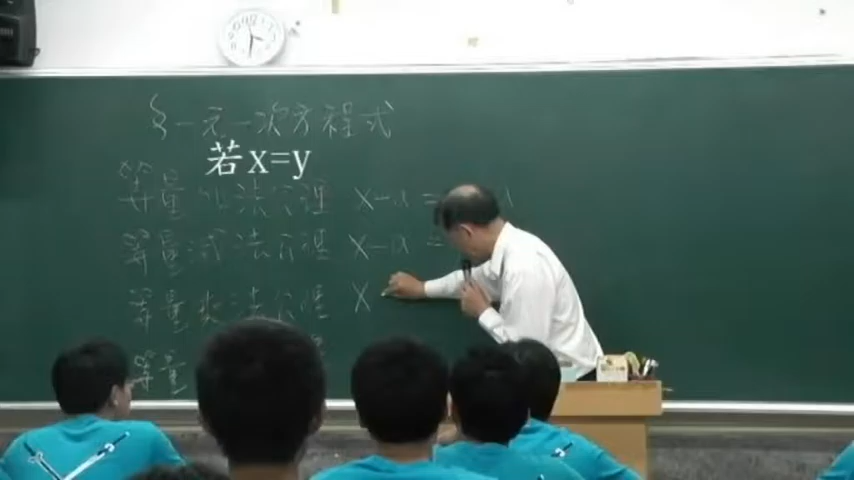 §一元一次方程式
若x=y
等量加法公理 x-a =
等量減法公理 x-a =
等量乘法公理 x
等量